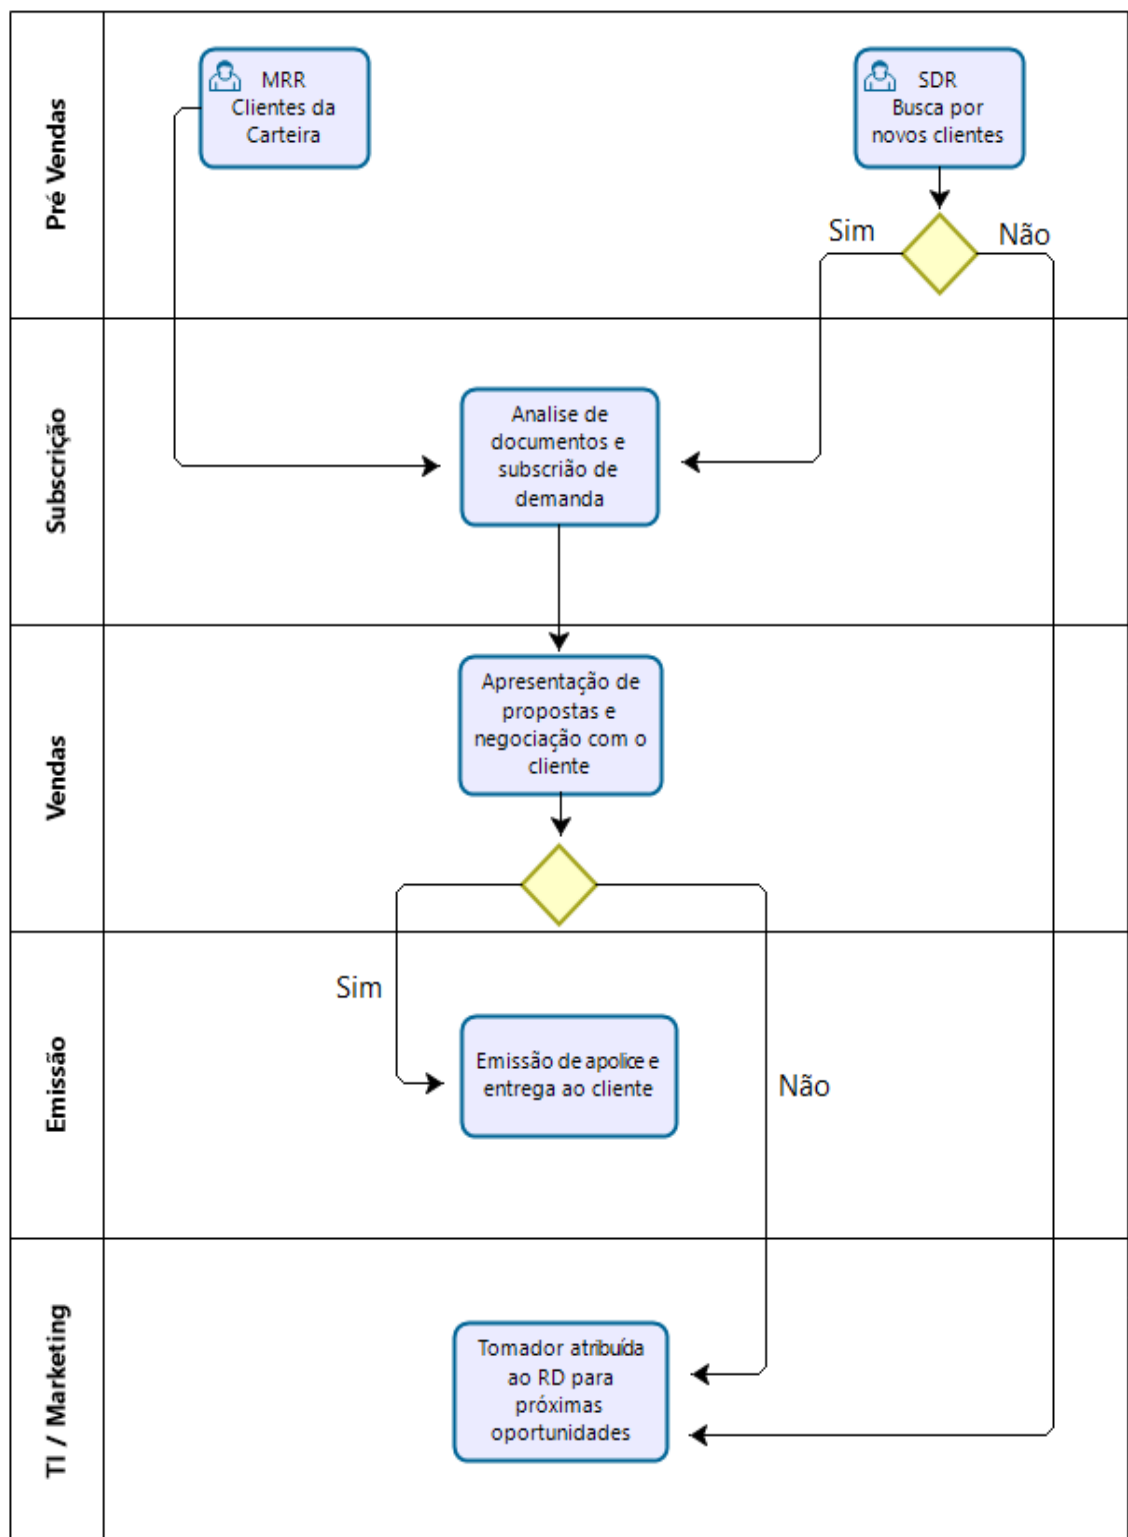 Pré Vendas
MRR
Clientes da
Carteira
SDR
Busca por
novos clientes
Sim
Não
Subscrição
Analise de
documentos e
subscrião de
demanda
Vendas
Apresentação de
propostas e
negociação com o
cliente
Emissão
Sim
Emissão de apolice e
entrega ao cliente
Não
TI / Marketing
Tomador atribuída
ao RD para
próximas
oportunidades